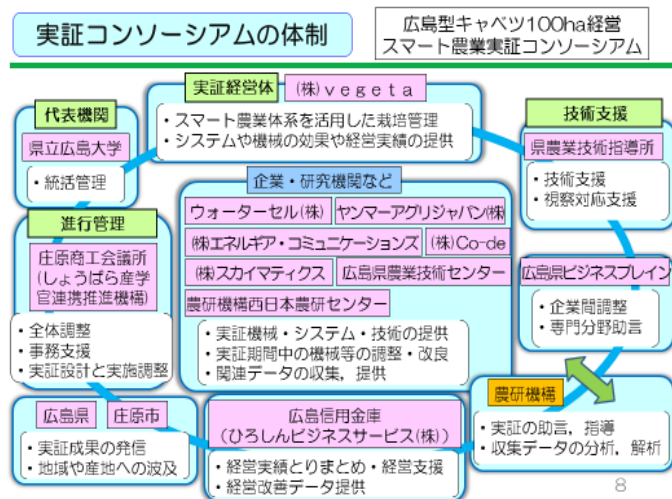 実証コンソーシアムの体制
広島型キャベツ100ha経営
スマート農業実証コンソーシアム
実証経営体
(株)vegeta
・スマート農業体系を活用した栽培管理
・システムや機械の効果や経営実績の提供
代表機関
県立広島大学
・統括管理
技術支援
県農業技術指導所
・技術支援
・視察対応支援
企業・研究機関など
ウォーターセル(株)
ヤンマーアグリジャパン(株)
(株)エネルギア・コミュニケーションズ
(株)Co-de
(株)スカイマティクス
広島県農業技術センター
農研機構西日本農研センター
・実証機械・システム・技術の提供
・実証期間中の機械等の調整・改良
・関連データの収集，提供
進行管理
庄原商工会議所
(しょうばら産学
官連携推進機構)
・全体調整
・事務支援
・実証設計と実施調整
広島県ビジネスブレイン
・企業間調整
・専門分野助言
農研機構
・実証の助言，指導
・収集データの分析，解析
広島県
庄原市
・実証成果の発信
・地域や産地への波及
広島信用金庫
(ひろしんビジネスサービス(株))
・経営実績とりまとめ・経営支援
・経営改善データ提供
8